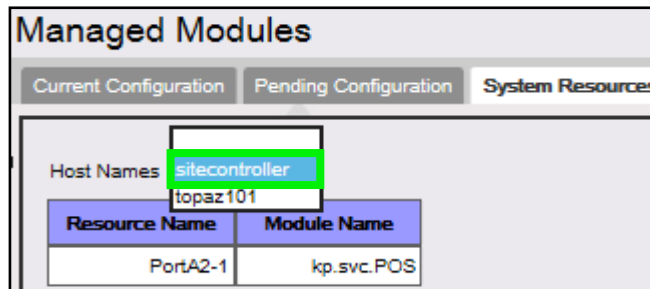 Managed Modules
Current Configuration Pending Configuration System Resources
Host Names sitecontroller
topaz101
Resource Name Module Name
PortA2-1 kp.svc.POS